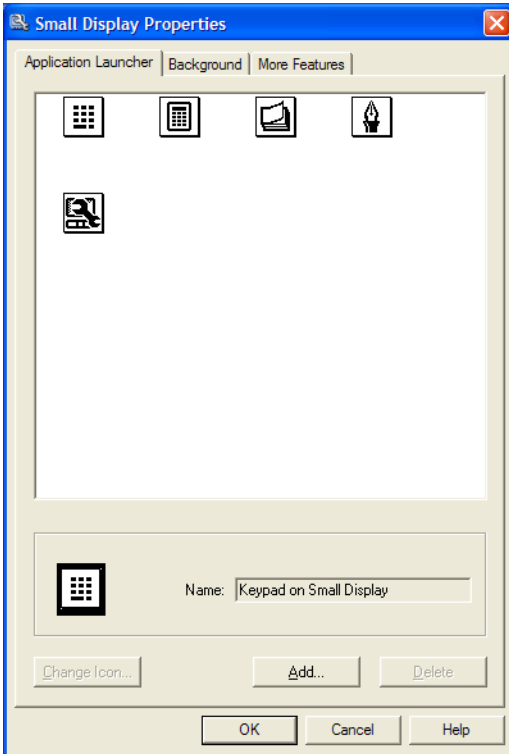 Small Display Properties
Application Launcher Background More Features
Name: Keypad on Small Display
Change Icon... Add... Delete
OK Cancel Help